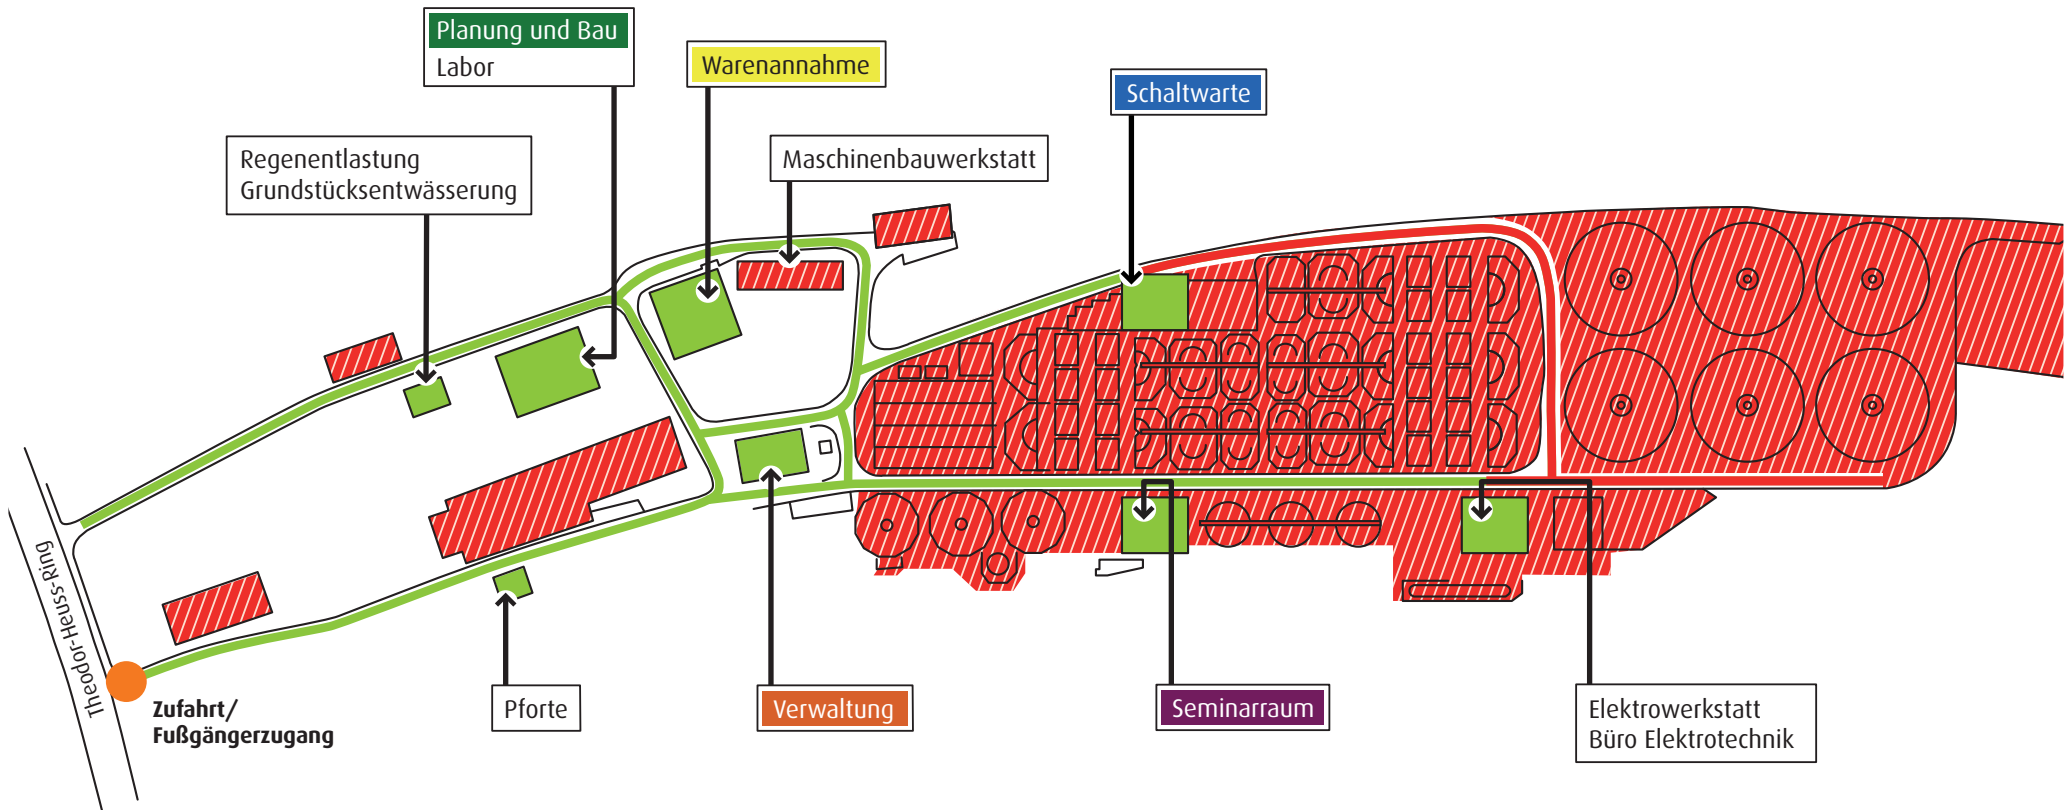 Planung und Bau
Labor
Warenannahme
Schaltwarte
Regenentlastung
Grundstücksentwässerung
Maschinenbauwerkstatt
Theodor-Heuss-Ring
Zufahrt/
Fußgängerzugang
Pforte
Verwaltung
Seminarraum
Elektrowerkstatt
Büro Elektrotechnik